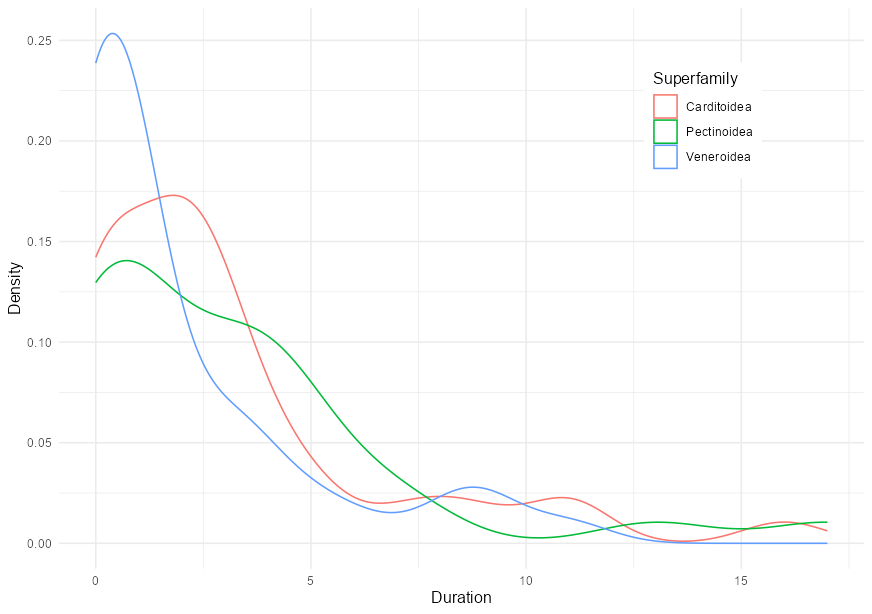 Superfamily
Carditoidea
Pectinoidea
Veneroidea
Density
0.25
0.20
0.15
0.10
0.05
0.00
0 5 10 15
Duration